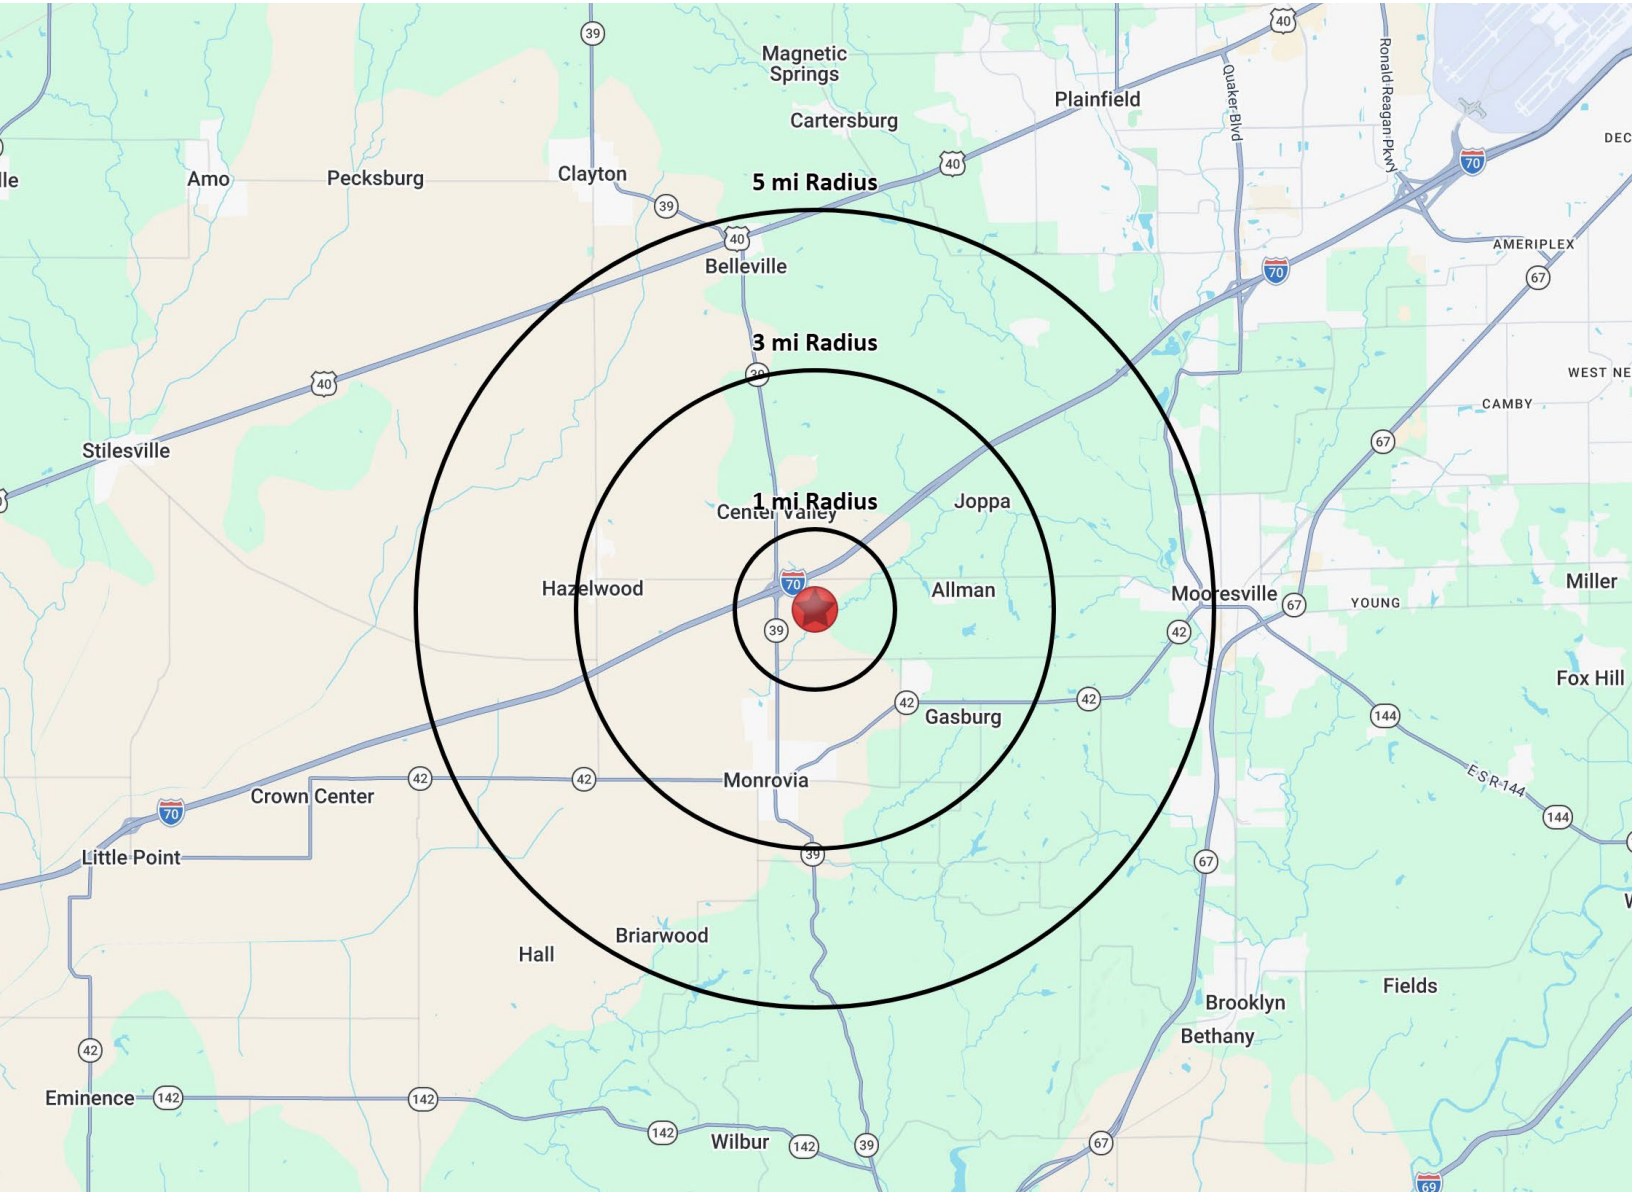 40
39
Magnetic
Springs
Quaker Blvd
Ronald Reagan Pkwy
Plainfield
Cartersburg
DEC
40
70
lle
Amo
Pecksburg
Clayton
5 mi Radius
39
40
AMERIPLEX
Belleville
70
67
3 mi Radius
39
40
WEST NE
CAMBY
67
Stilesville
1 mi Radius
Center Valley
Joppa
70
Hazelwood
Allman
Mooresville
Miller
67
YOUNG
39
42
Fox Hill
42
42
Gasburg
144
42
42
Monrovia
E S R-144
Crown Center
70
144
Little Point
39
67
Briarwood
Hall
Fields
Brooklyn
Bethany
42
Eminence
142
142
142
Wilbur
142
39
67
69